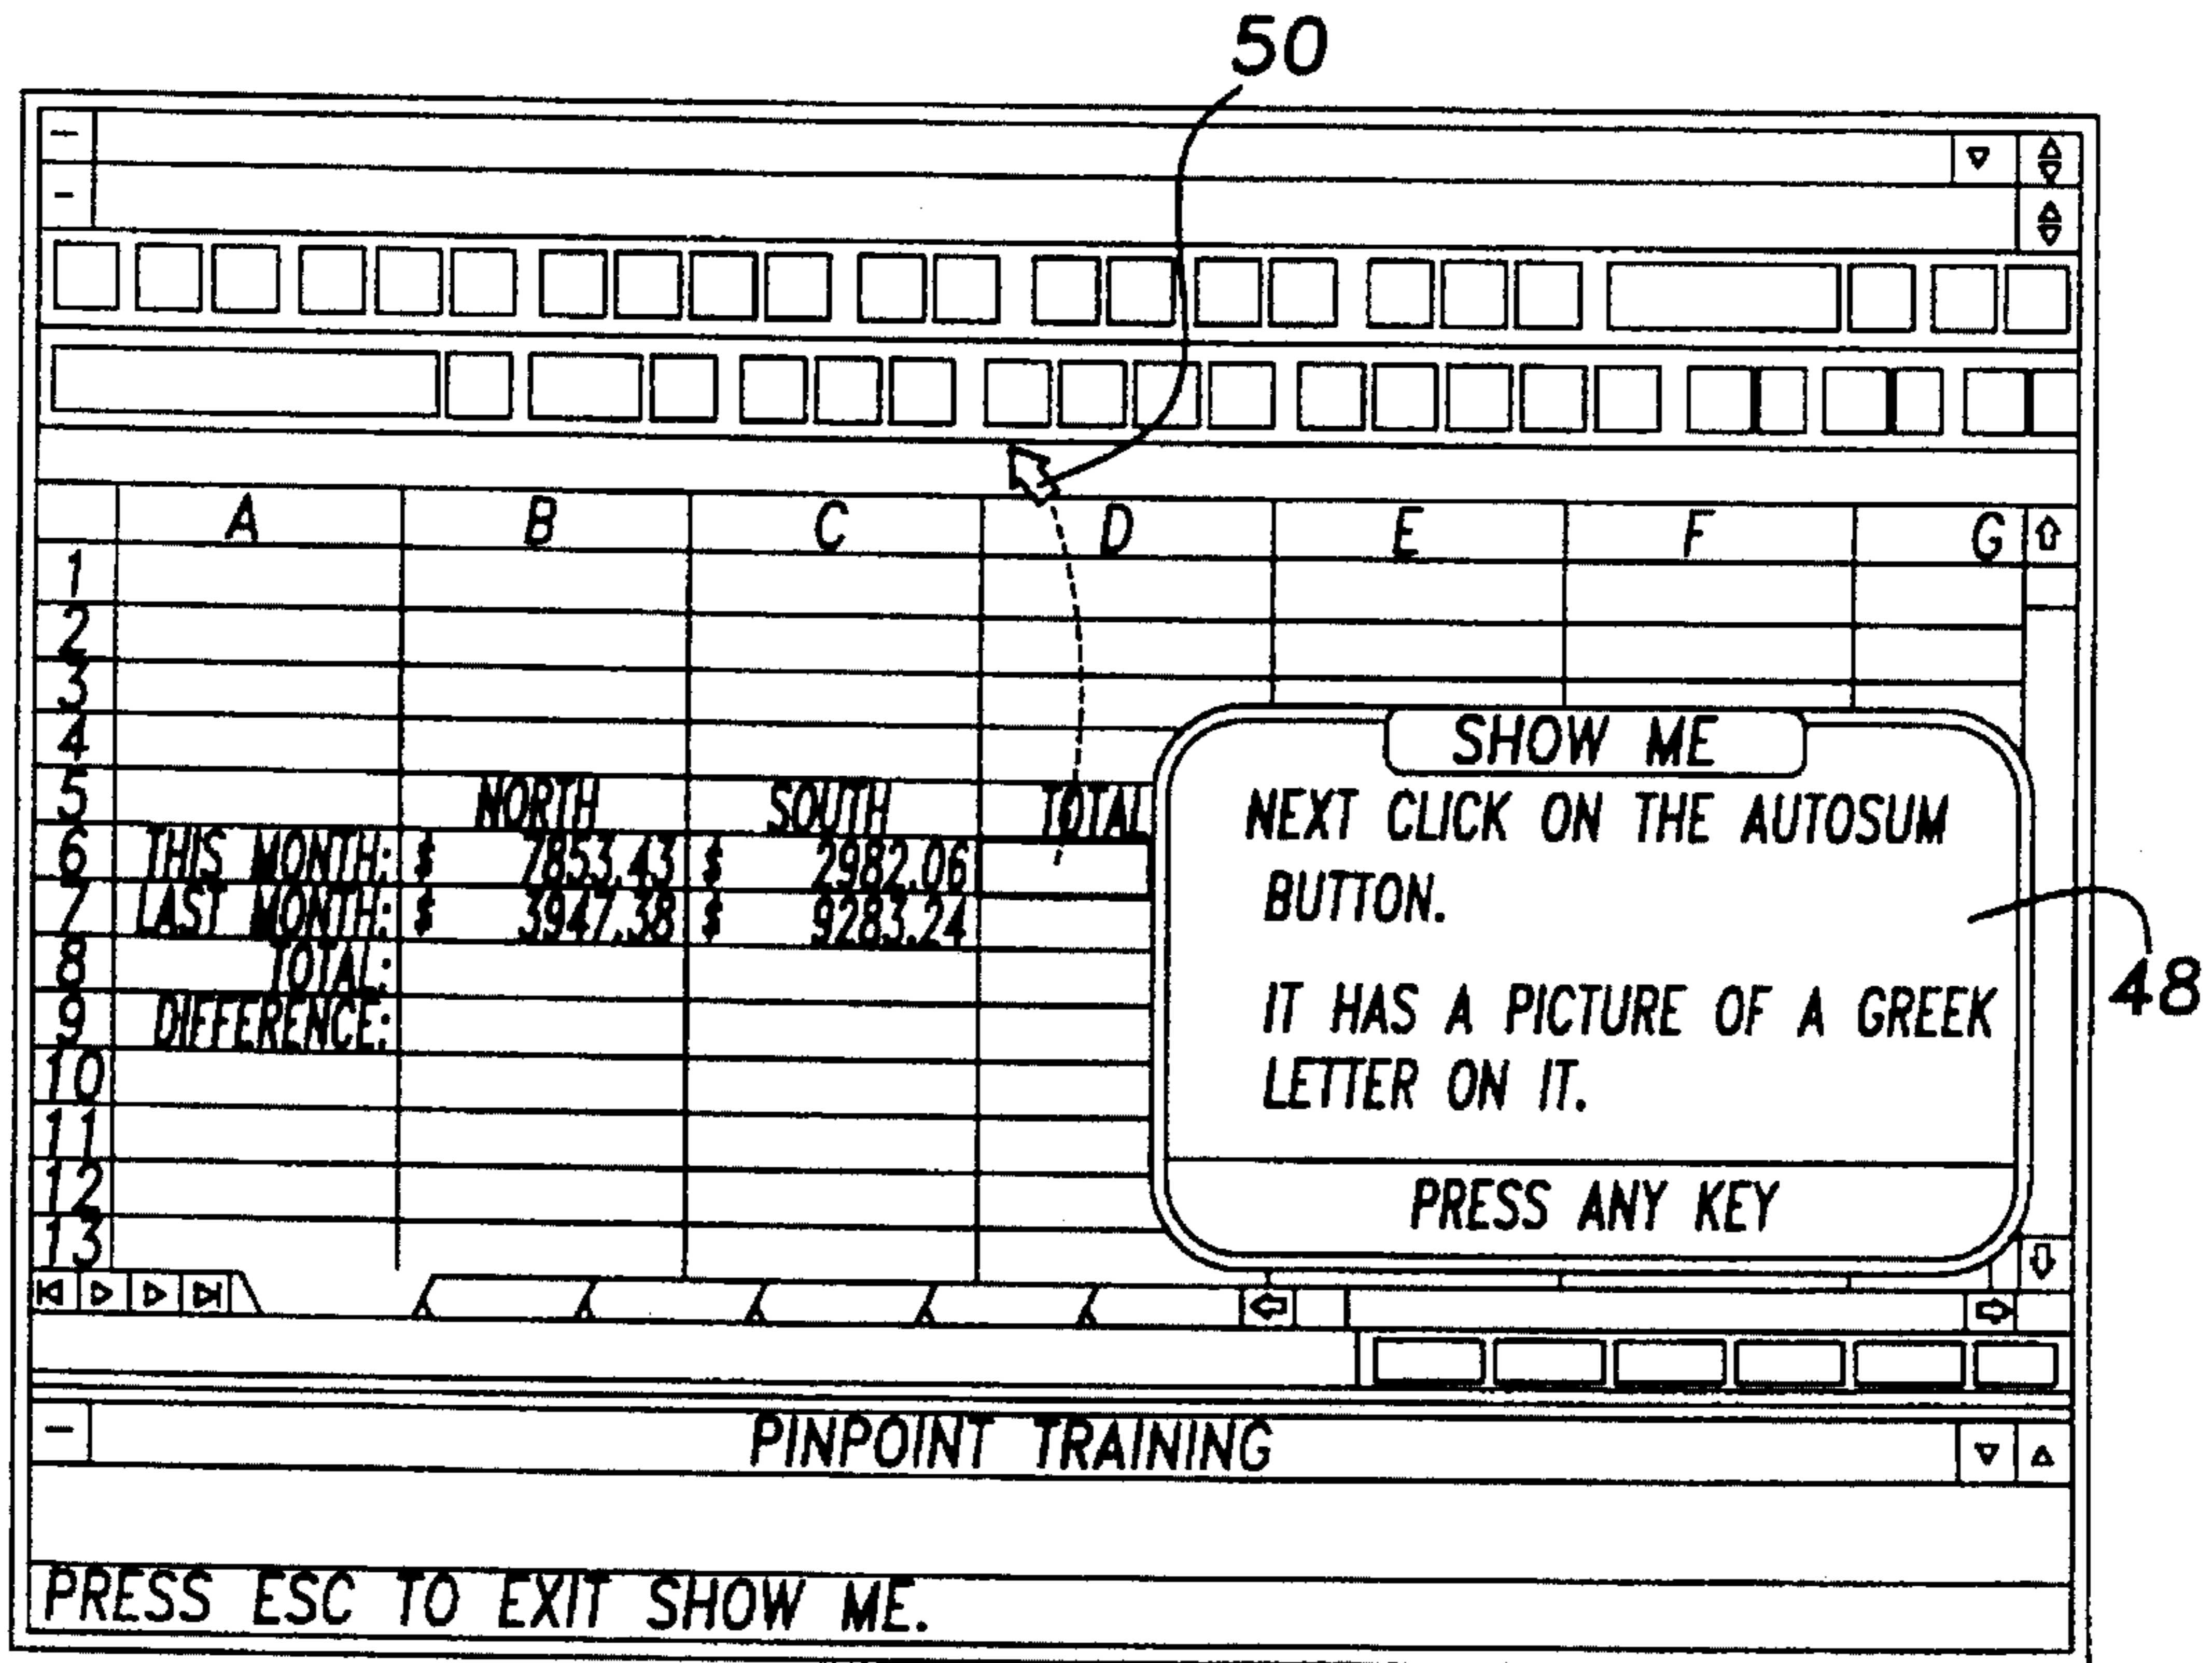 50
A B C D E F G
1
2
3
4
5 NORTH SOUTH TOTAL
6 THIS MONTH: $ 7853.43 $ 2982.06
7 LAST MONTH: $ 3947.38 $ 9283.24
8 TOTAL:
9 DIFFERENCE:
10
11
12
13
SHOW ME
NEXT CLICK ON THE AUTOSUM
BUTTON.
IT HAS A PICTURE OF A GREEK
LETTER ON IT.
PRESS ANY KEY
48
PINPOINT TRAINING
PRESS ESC TO EXIT SHOW ME.